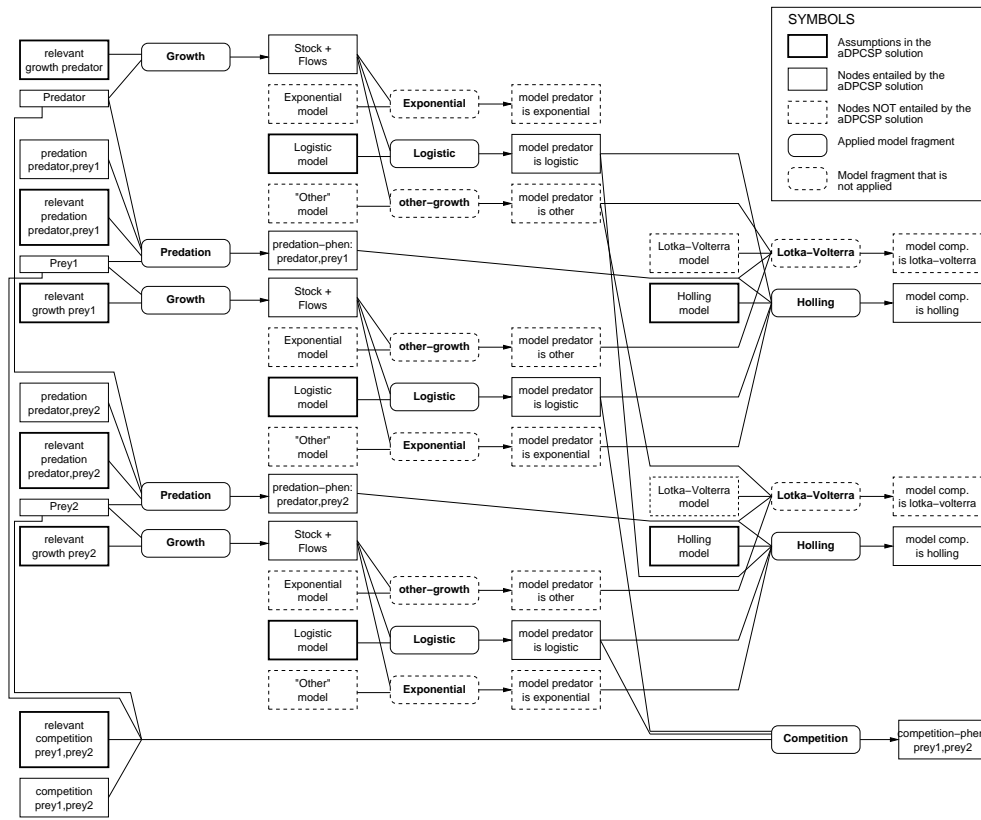 SYMBOLS
Assumptions in the
aDPCSP solution
Nodes entailed by the
aDPCSP solution
Nodes NOT entailed by the
aDPCSP solution
Applied model fragment
Model fragment that is
not applied
relevant
growth predator
Growth
Stock +
Flows
Predator
Exponential
model
Exponential
model predator
is exponential
predation
predator,prey1
Logistic
model
Logistic
model predator
is logistic
relevant
predation
predator,prey1
"Other"
model
other-growth
model predator
is other
Predation
predation-phen:
predator,prey1
Lotka-Volterra
model
Lotka-Volterra
model comp.
is lotka-volterra
Prey1
relevant
growth prey1
Growth
Stock +
Flows
Holling
model
Holling
model comp.
is holling
Exponential
model
other-growth
model predator
is other
predation
predator,prey2
Logistic
model
Logistic
model predator
is logistic
relevant
predation
predator,prey2
"Other"
model
Exponential
model predator
is exponential
Predation
predation-phen:
predator,prey2
Lotka-Volterra
model
Lotka-Volterra
model comp.
is lotka-volterra
Prey2
relevant
growth prey2
Growth
Stock +
Flows
Holling
model
Holling
model comp.
is holling
Exponential
model
other-growth
model predator
is other
Logistic
model
Logistic
model predator
is logistic
"Other"
model
Exponential
model predator
is exponential
relevant
competition
prey1,prey2
Competition
competition-phen:
prey1,prey2
competition
prey1,prey2